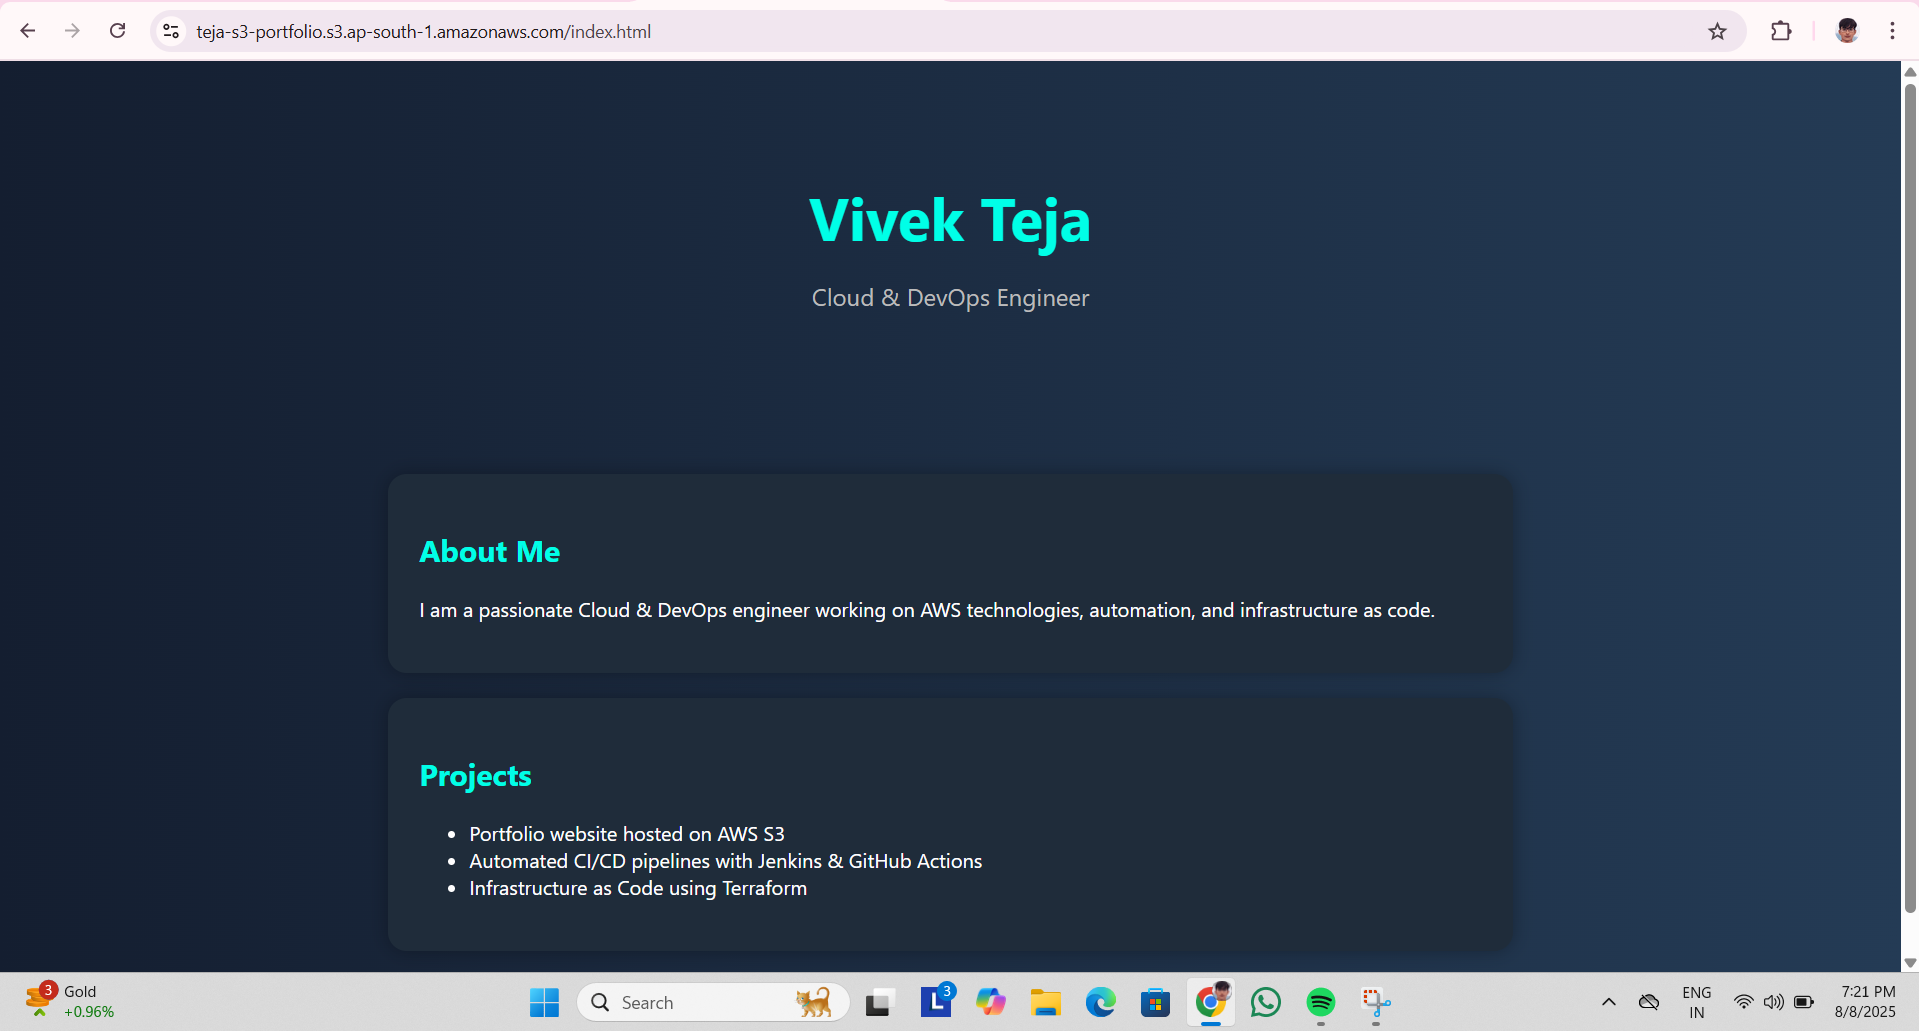 teja-s3-portfolio.s3.ap-south-1.amazonaws.com/index.html
Vivek Teja
Cloud & DevOps Engineer
About Me
I am a passionate Cloud & DevOps engineer working on AWS technologies, automation, and infrastructure as code.
Projects
• Portfolio website hosted on AWS S3
• Automated CI/CD pipelines with Jenkins & GitHub Actions
• Infrastructure as Code using Terraform
3
Gold
+0.96%
Search
L
3
ENG
IN
7:21 PM
8/8/2025